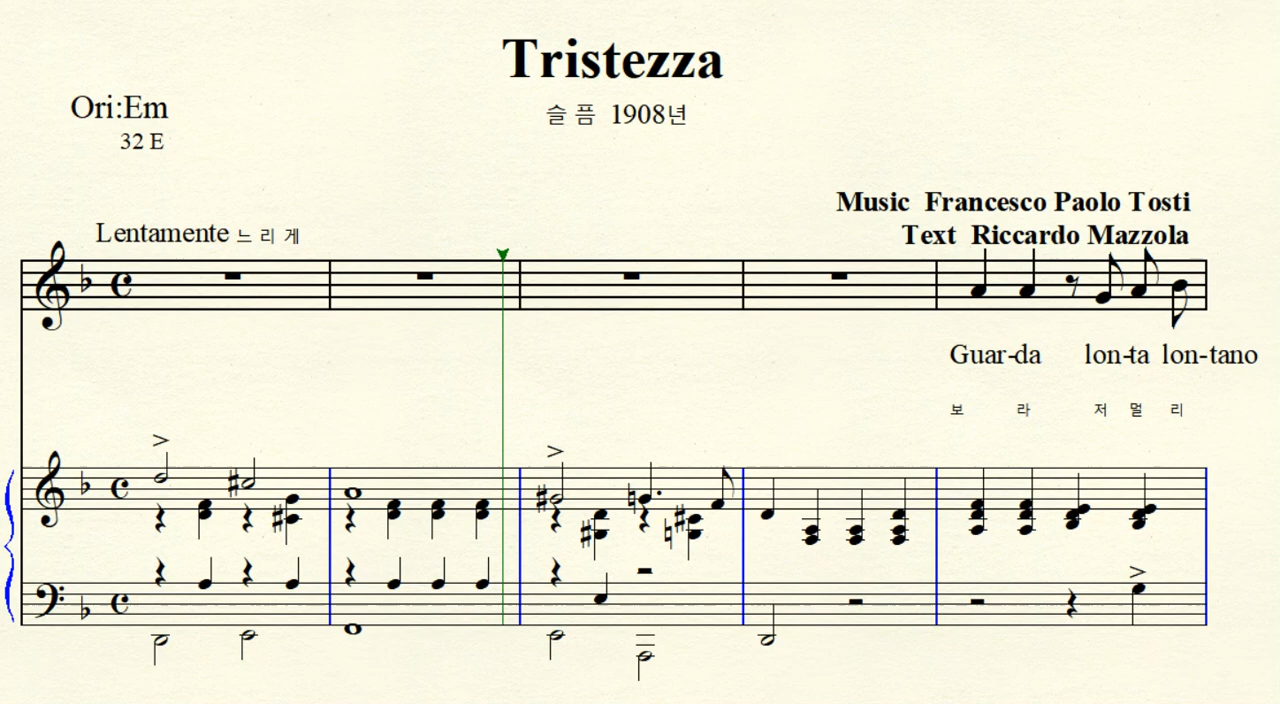 Tristezza
Ori:Em
슬 픔 1908년
32 E
Music Francesco Paolo Tosti
Lentamente 느 리 게
Text Riccardo Mazzola
Guar-da lon-ta lon-tano
보 라 저 멀 리